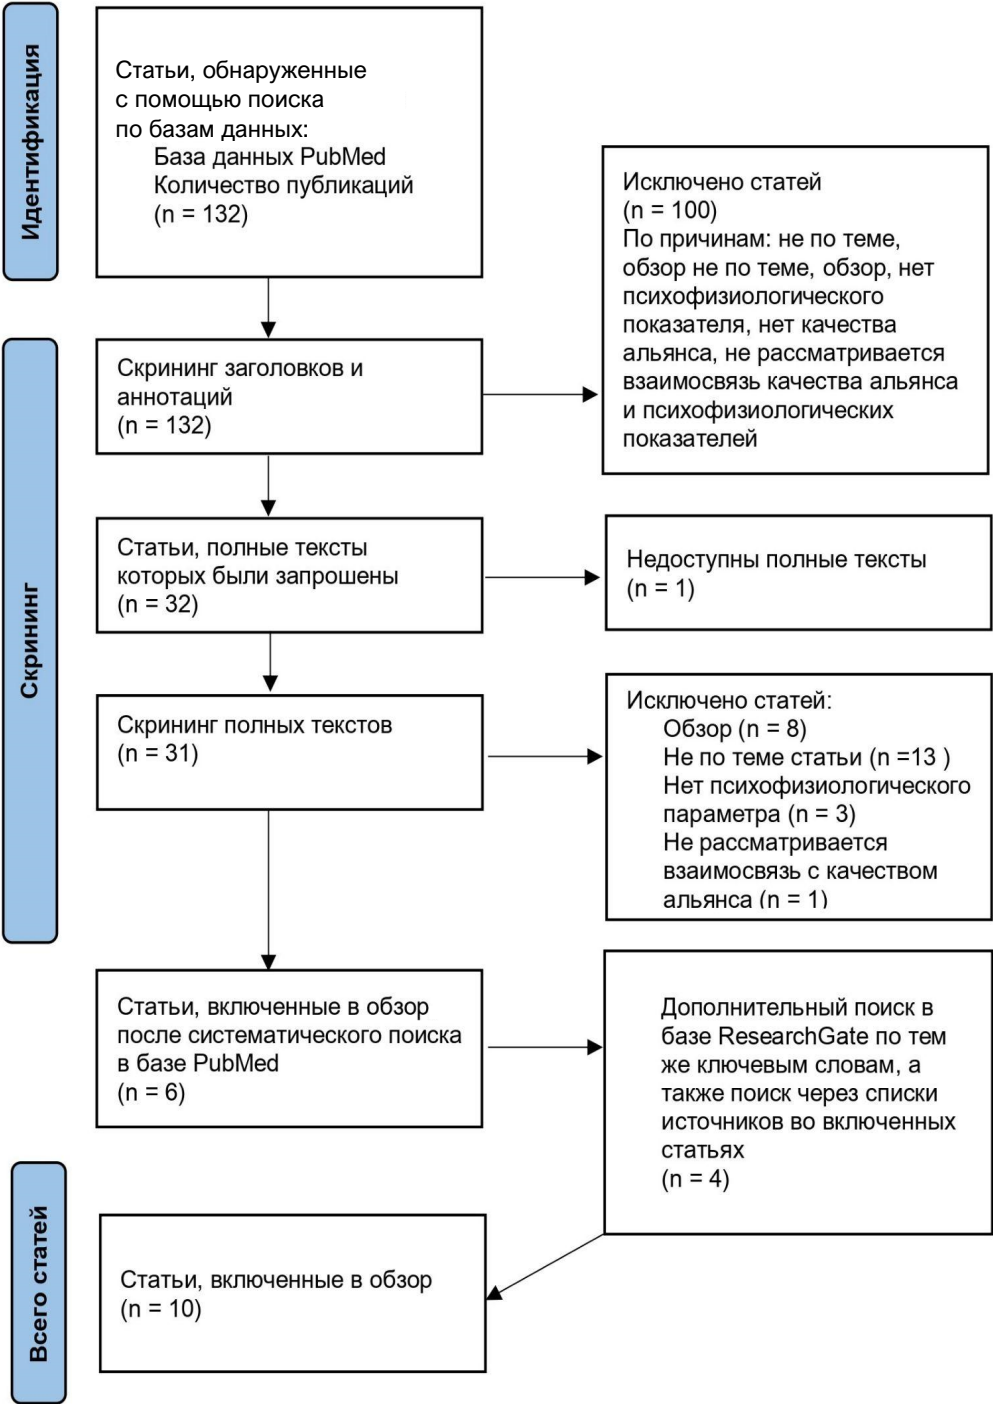 Идентификация
Статьи, обнаруженные
с помощью поиска
по базам данных:
База данных PubMed
Количество публикаций
(n = 132)
Исключено статей
(n = 100)
По причинам: не по теме,
обзор не по теме, обзор, нет
психофизиологического
показателя, нет качества
альянса, не рассматривается
взаимосвязь качества альянса
и психофизиологических
показателей
Скрининг
Скрининг заголовков и
аннотаций
(n = 132)
Статьи, полные тексты
которых были запрошены
(n = 32)
Недоступны полные тексты
(n = 1)
Скрининг полных текстов
(n = 31)
Исключено статей:
Обзор (n = 8)
Не по теме статьи (n =13 )
Нет психофизиологического
параметра (n = 3)
Не рассматривается
взаимосвязь с качеством
альянса (n = 1)
Статьи, включенные в обзор
после систематического поиска
в базе PubMed
(n = 6)
Дополнительный поиск в
базе ResearchGate по тем
же ключевым словам, а
также поиск через списки
источников во включенных
статьях
(n = 4)
Всего статей
Статьи, включенные в обзор
(n = 10)